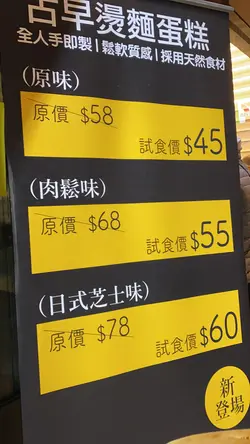 古早燙麵蛋糕
全人手即製|鬆軟質感|採用天然食材
(原味)
原價 $58
試食價 $45
(肉鬆味)
原價 $68
試食價 $55
(日式芝士味)
原價 $78
試食價 $60
新
登場